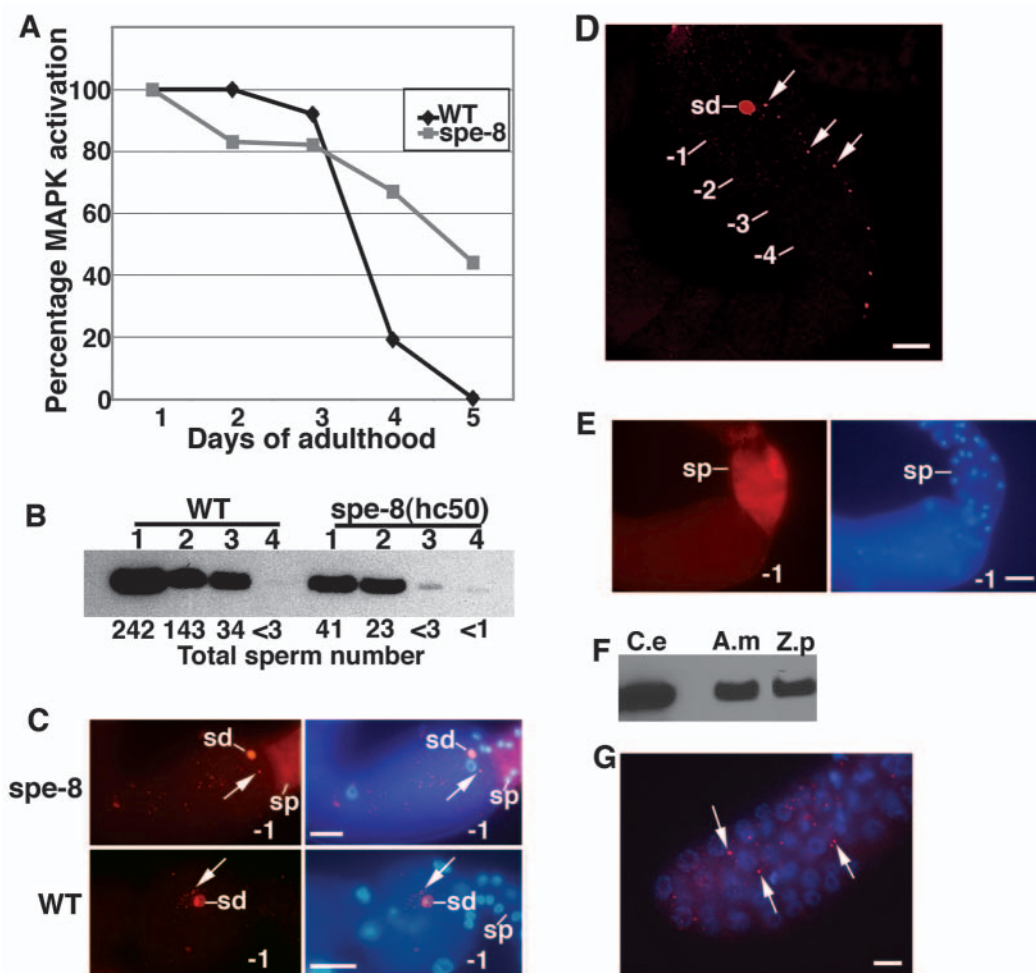 A
Percentage MAPK activation
100
80
60
40
20
0
WT
spe-8
1 2 3 4 5
Days of adulthood
B
WT spe-8(hc50)
1 2 3 4 1 2 3 4
242 143 34 <3 41 23 <3 <1
Total sperm number
C
spe-8
sd
sp
-1
sd
sp
-1
WT
sd
-1
sd
sp
-1
D
sd
-1
-2
-3
-4
E
sp
-1
sp
-1
F
C.e A.m Z.p
G